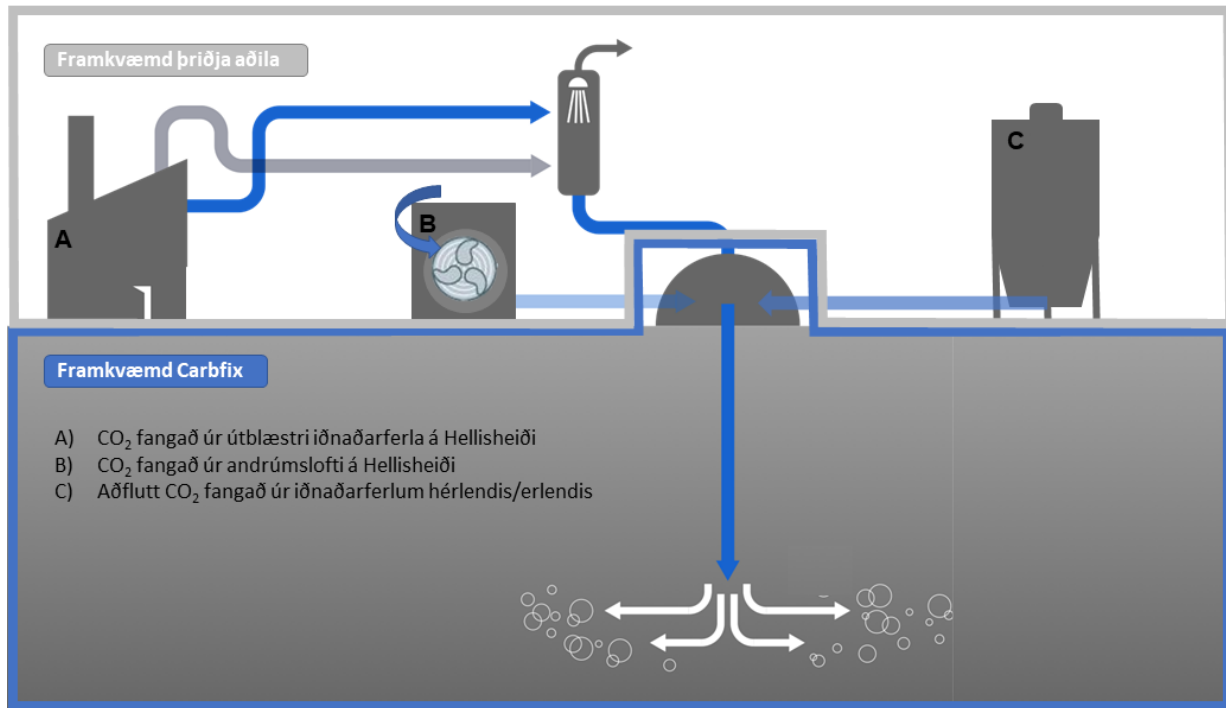 Framkvæmd þriðja aðila
A
B
C
Framkvæmd Carbfix
A) CO₂ fangað úr útblæstri iðnaðarferla á Hellisheiði
B) CO₂ fangað úr andrúmslofti á Hellisheiði
C) Aðflutt CO₂ fangað úr iðnaðarferlum hérlendis/erlendis